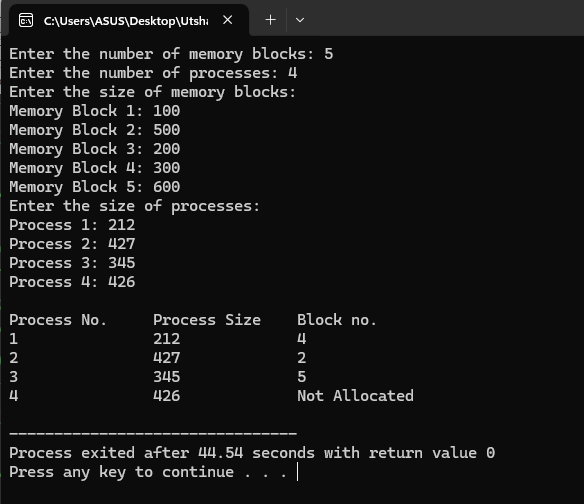 C:\Users\ASUS\Desktop\Utsha
Enter the number of memory blocks: 5
Enter the number of processes: 4
Enter the size of memory blocks:
Memory Block 1: 100
Memory Block 2: 500
Memory Block 3: 200
Memory Block 4: 300
Memory Block 5: 600
Enter the size of processes:
Process 1: 212
Process 2: 427
Process 3: 345
Process 4: 426
Process No. Process Size Block no.
1 212 4
2 427 2
3 345 5
4 426 Not Allocated
--------------------------------
Process exited after 44.54 seconds with return value 0
Press any key to continue . . .